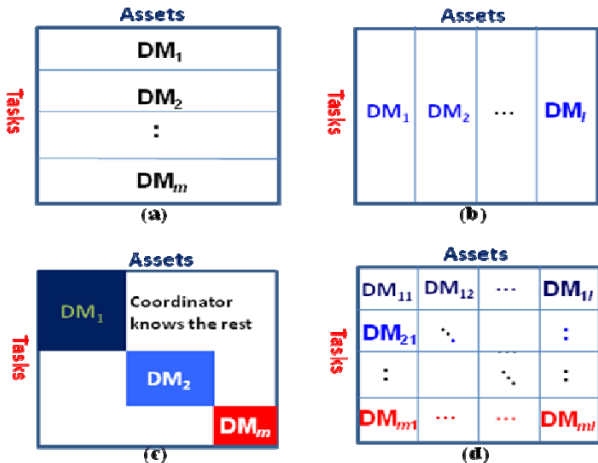 Assets
Tasks
DM1
DM2
:
DMm
(a)
Assets
Tasks
DM1 DM2 ... DMl
(b)
Assets
Tasks
DM1
Coordinator
knows the rest
DM2
DMm
(c)
Assets
Tasks
DM11 DM12 ... DM1l
DM21 ⋱ :
...
: ⋱ :
DMm1 ... ... DMml
(d)